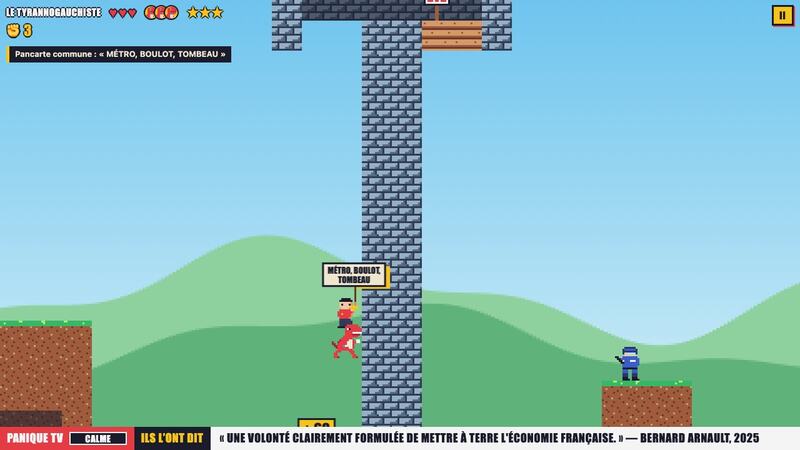 LE TYRANNOGAUCHISTE
3
Pancarte commune : « MÉTRO, BOULOT, TOMBEAU »
MÉTRO, BOULOT,
TOMBEAU
PANIQUE TV CALME ILS L'ONT DIT « UNE VOLONTÉ CLAIREMENT FORMULÉE DE METTRE À TERRE L'ÉCONOMIE FRANÇAISE. » — BERNARD ARNAULT, 2025